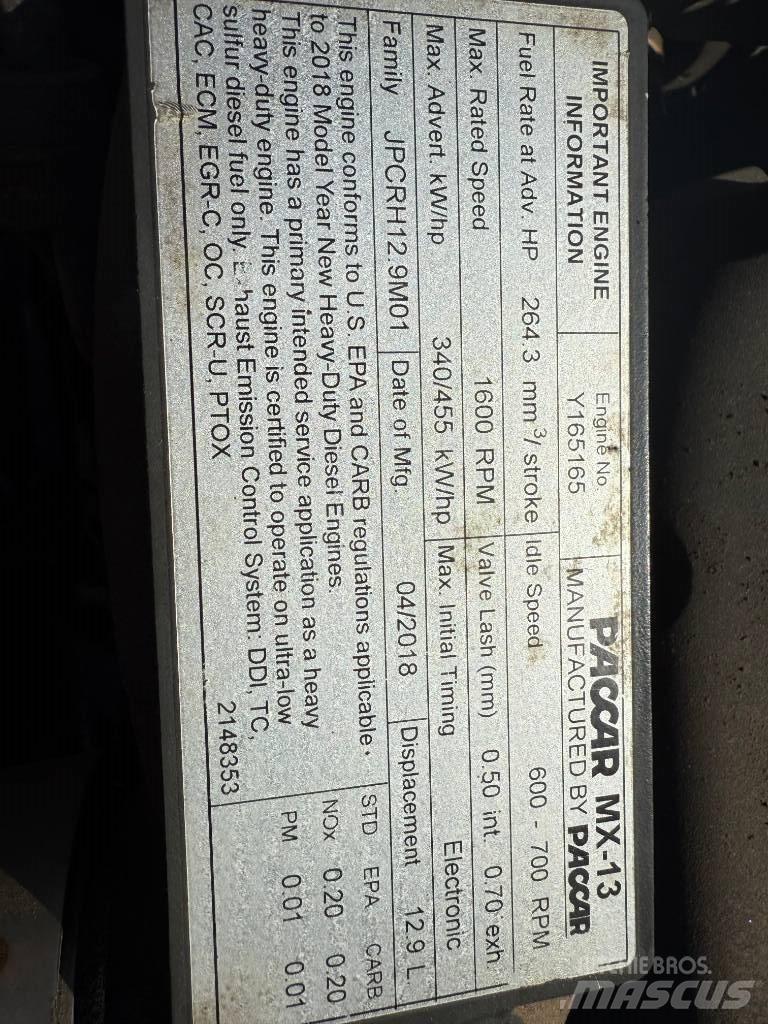 IMPORTANT ENGINE INFORMATION
Engine No. Y165165
PACCAR MX-13
MANUFACTURED BY PACCAR
Fuel Rate at Adv. HP 264.3 mm³/ stroke Idle Speed 600 - 700 RPM
Max. Rated Speed 1600 RPM Valve Lash (mm) 0.50 int. 0.70 exh.
Max. Advert. kW/hp 340/455 kW/hp Max. Initial Timing Electronic
Family JPCRH12.9M01 Date of Mfg. 04/2018 Displacement 12.9 L
This engine conforms to U.S. EPA and CARB regulations applicable
to 2018 Model Year New Heavy-Duty Diesel Engines.
This engine has a primary intended service application as a heavy
heavy-duty engine. This engine is certified to operate on ultra-low
sulfur diesel fuel only. Exhaust Emission Control System: DDI, TC,
CAC, ECM, EGR-C, OC, SCR-U, PTOX
2148353
STD EPA CARB
NOx 0.20 0.20
PM 0.01 0.01
RECHIE BROS.
MASCUS